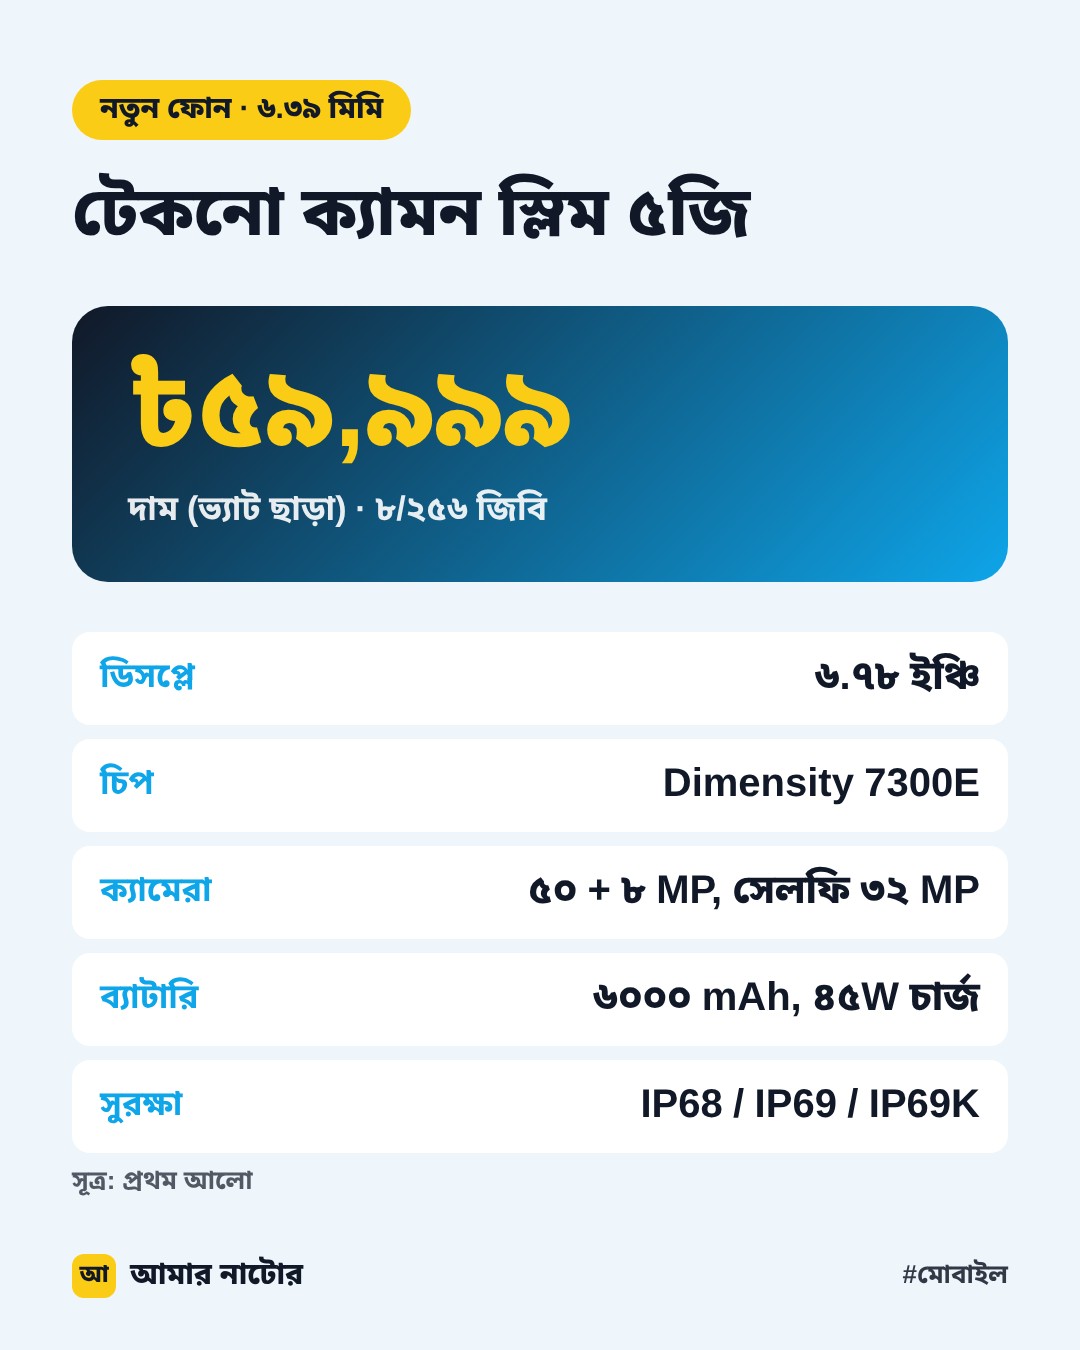 নতুন ফোন · ৬.৩৯ মিমি
টেকনো ক্যামন স্লিম ৫জি
৳৫৯,৯৯৯
দাম (ভ্যাট ছাড়া) · ৮/২৫৬ জিবি
ডিসপ্লে ৬.৭৮ ইঞ্চি
চিপ Dimensity 7300E
ক্যামেরা ৫০ + ৮ MP, সেলফি ৩২ MP
ব্যাটারি ৬০০০ mAh, ৪৫W চার্জ
সুরক্ষা IP68 / IP69 / IP69K
সূত্র: প্রথম আলো
আ আমার নাটোর #মোবাইল